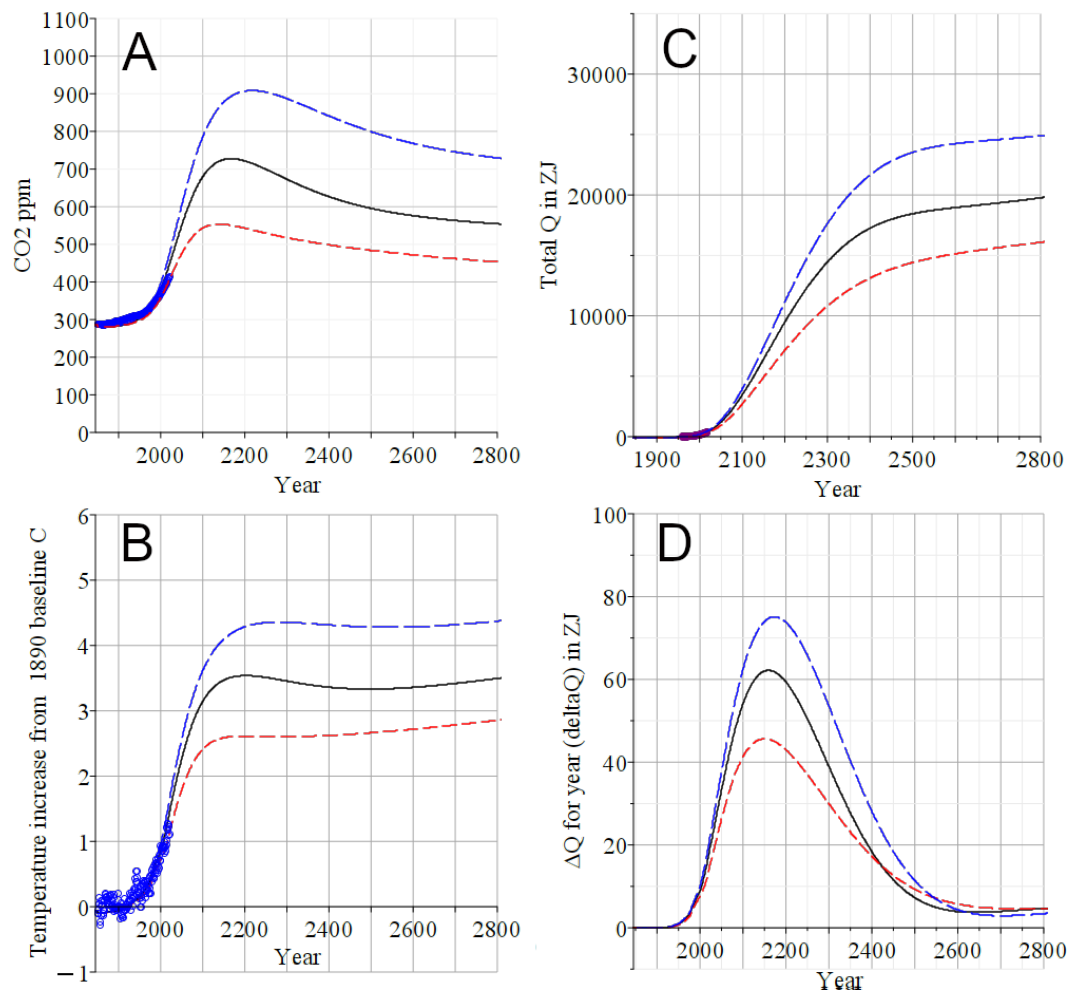 A
CO2 ppm
1100
1000
900
800
700
600
500
400
300
200
100
0
2000 2200 2400 2600 2800
Year
C
Total Q in ZJ
30000
20000
10000
0
1900 2100 2300 2500 2800
Year
B
Temperature increase from 1890 baseline C
6
5
4
3
2
1
0
−1
2000 2200 2400 2600 2800
Year
D
ΔQ for year (deltaQ) in ZJ
100
80
60
40
20
0
2000 2200 2400 2600 2800
Year